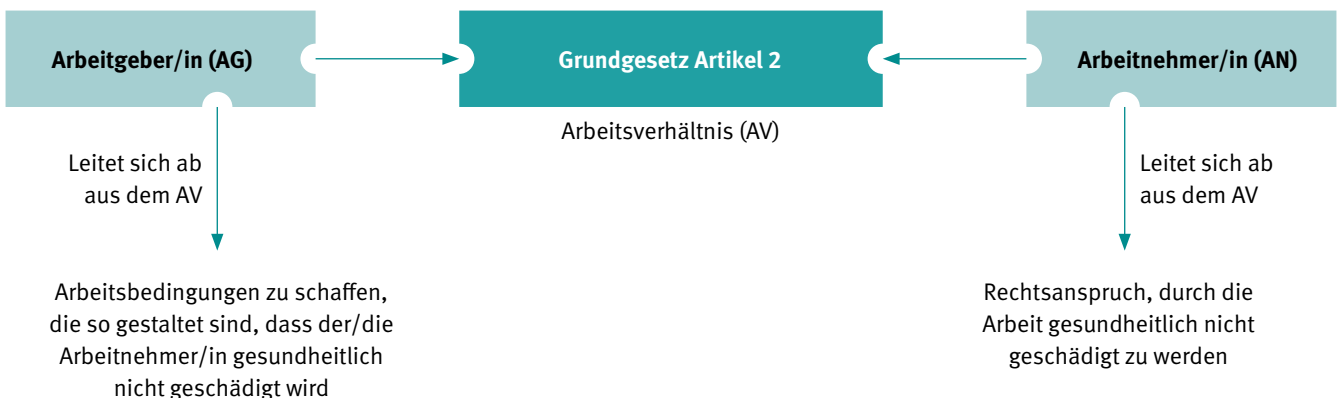 Arbeitgeber/in (AG)
Grundgesetz Artikel 2
Arbeitnehmer/in (AN)
Arbeitsverhältnis (AV)
Leitet sich ab
aus dem AV
Leitet sich ab
aus dem AV
Arbeitsbedingungen zu schaffen,
die so gestaltet sind, dass der/die
Arbeitnehmer/in gesundheitlich
nicht geschädigt wird
Rechtsanspruch, durch die
Arbeit gesundheitlich nicht
geschädigt zu werden